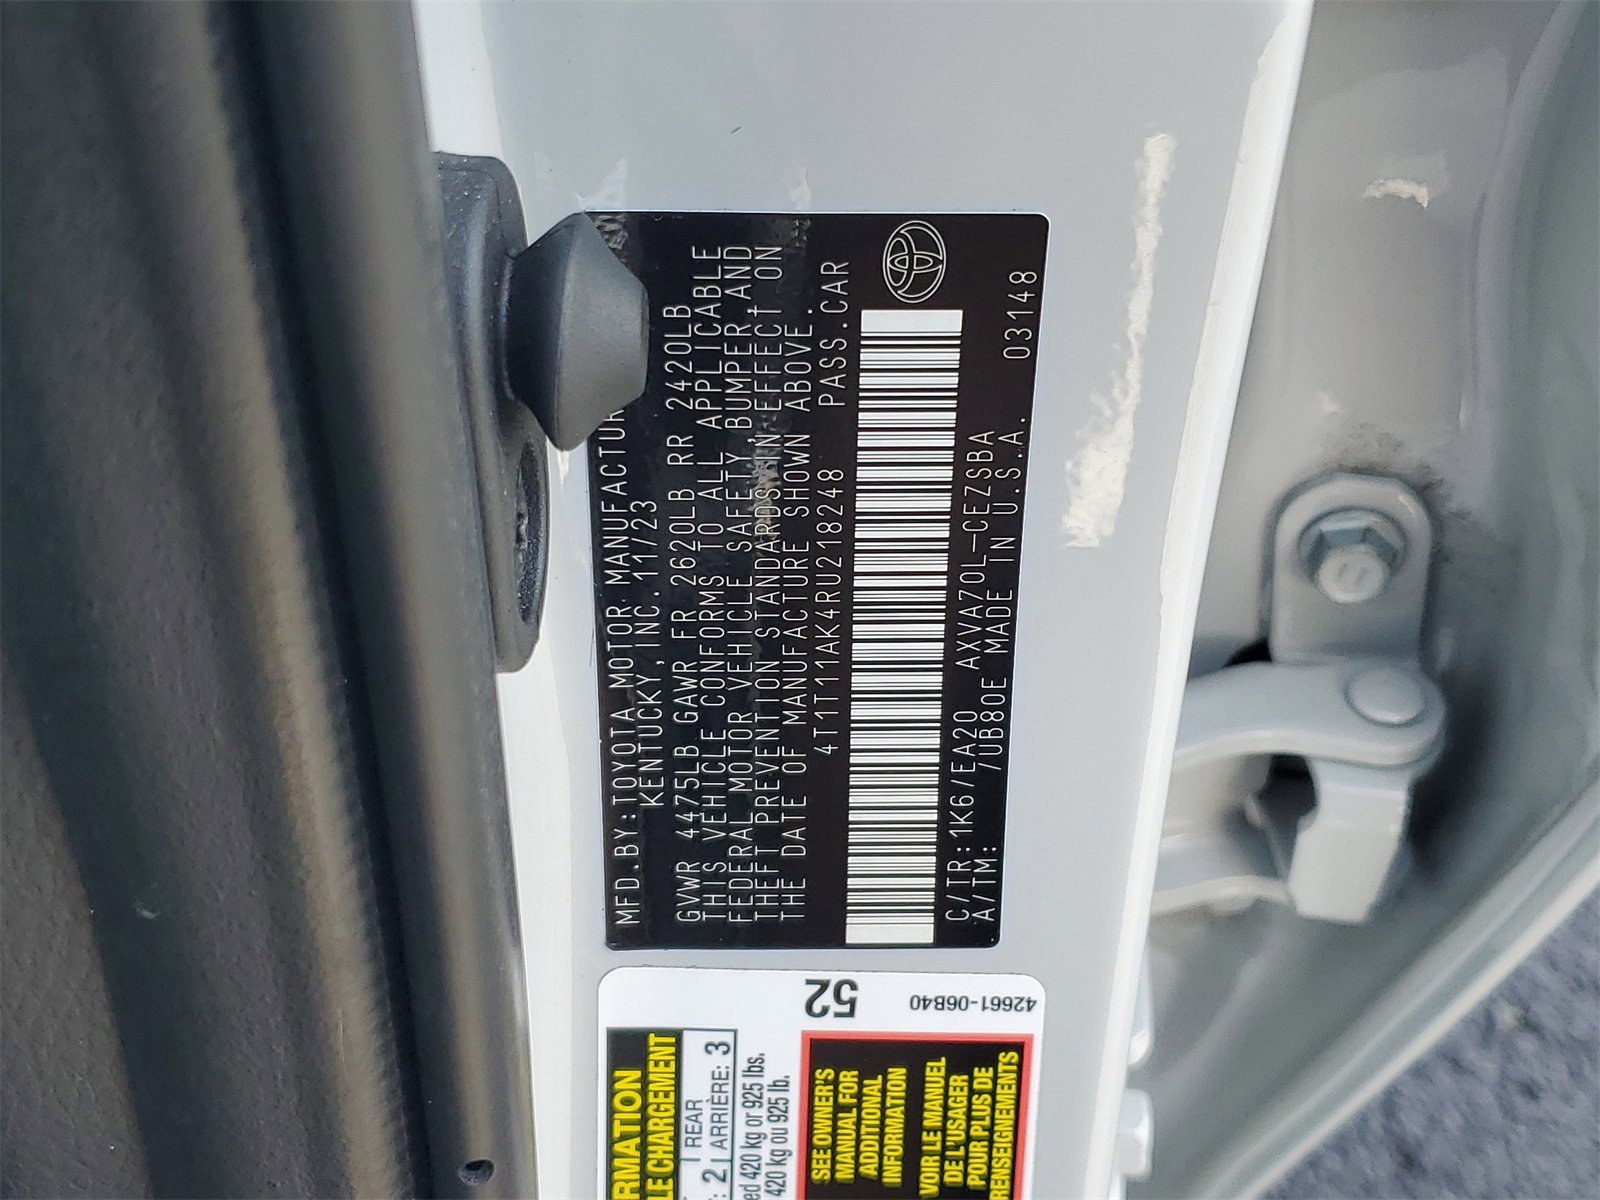 MFD.BY:TOYOTA MOTOR MANUFACTUR
KENTUCKY,INC.11/23
GVWR 4475LB GAWR FR 2620LB RR 2420LB
THIS VEHICLE CONFORMS TO ALL APPLICABLE
FEDERAL MOTOR VEHICLE SAFETY,BUMPER,AND
THEFT PREVENTION STANDARDS IN EFFECT ON
THE DATE OF MANUFACTURE SHOWN ABOVE.
4T1T11AK4RU218248 PASS.CAR
C/TR:1K6/EA20 AXVA70L-CEZSBA
A/TM: /UB80E MADE IN U.S.A. 03148
52
42661-06B40
RMATION
LE CHARGEMENT
REAR
: 2 ARRIÈRE: 3
ed 420 kg or 925 lbs.
420 kg ou 925 lb.
SEE OWNER'S
MANUAL FOR
ADDITIONAL
INFORMATION
VOIR LE MANUEL
DE L'USAGER
POUR PLUS DE
RENSEIGNEMENTS